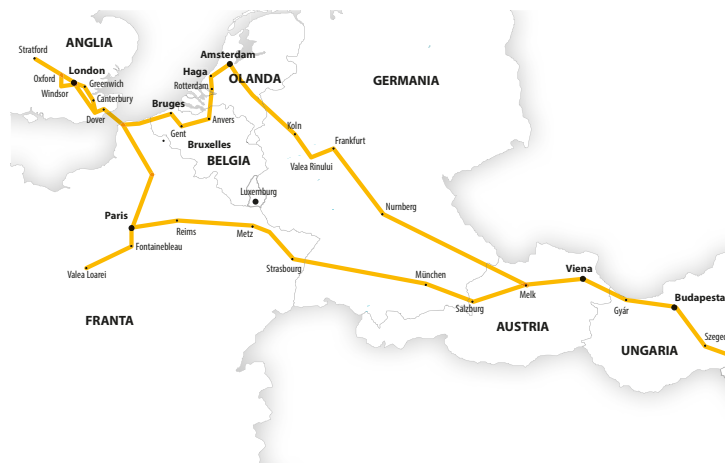 ANGLIA
Stratford
Oxford
London
Greenwich
Windsor
Canterbury
Dover
Amsterdam
Haga
OLANDA
Rotterdam
GERMANIA
Bruges
Gent
Anvers
Bruxelles
BELGIA
Koln
Frankfurt
Valea Rinului
Luxemburg
Nurnberg
Paris
Reims
Metz
Fontainebleau
Valea Loarei
Strasbourg
München
Salzburg
Melk
Viena
Gyár
Budapesta
Szeged
FRANTA
AUSTRIA
UNGARIA